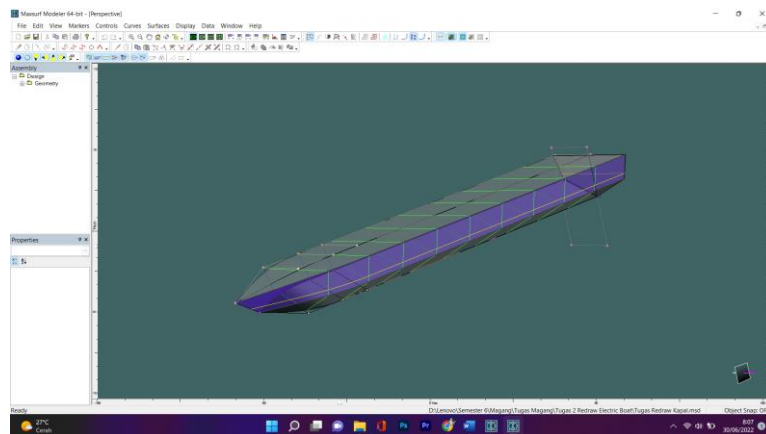 Maxsurf Modeler 64-bit - [Perspective]
File Edit View Markers Controls Curves Surfaces Display Data Window Help
Assembly
Design
Geometry
Properties
Ready
D:\Lenovo\Semester 6\Magang\Tugas Magang\Tugas 2 Redraw Electric Boat\Tugas Redraw Kapal.msd
Object Snap: Of
27°C
Cerah
8:07
30/06/2022